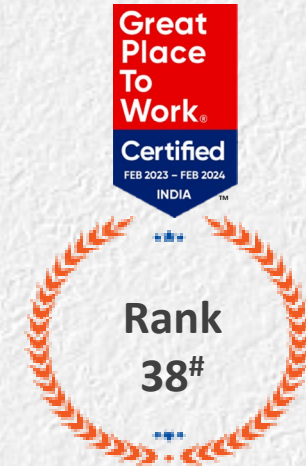 Great
Place
To
Work®
Certified
FEB 2023 – FEB 2024
INDIA
™
Rank
38#